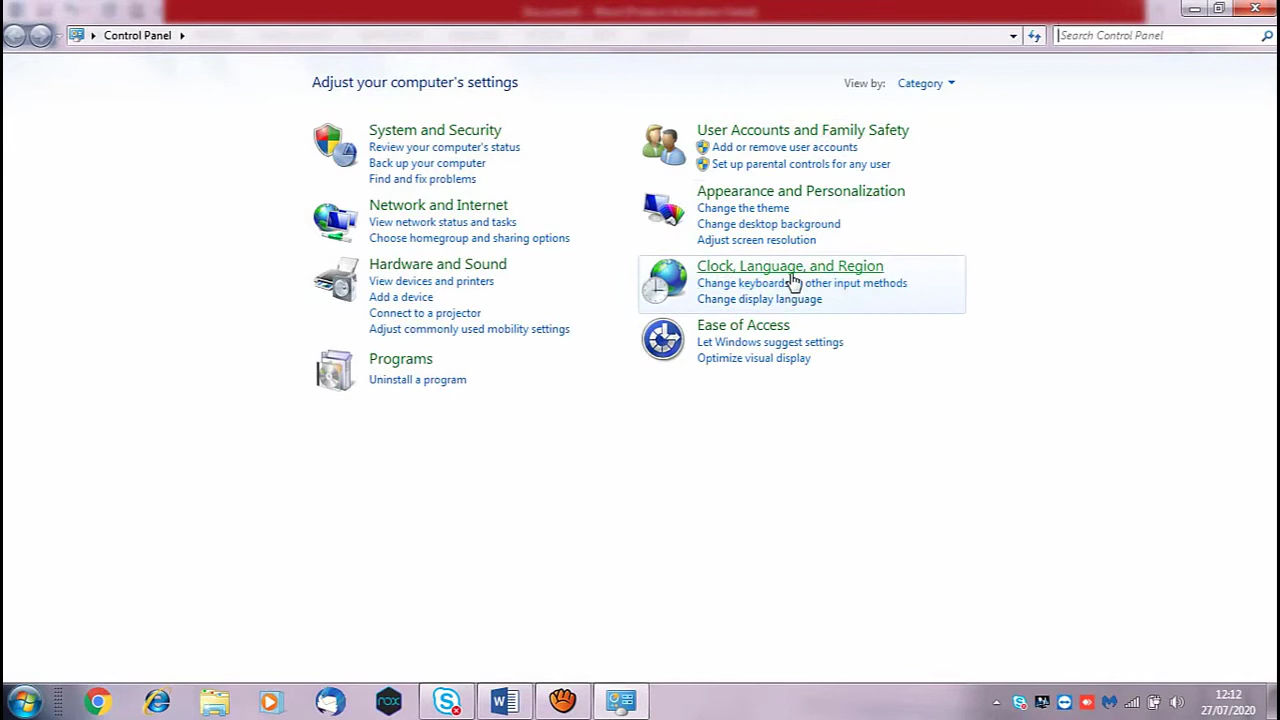 Control Panel
Search Control Panel
Adjust your computer's settings
View by: Category
System and Security
Review your computer's status
Back up your computer
Find and fix problems
Network and Internet
View network status and tasks
Choose homegroup and sharing options
Hardware and Sound
View devices and printers
Add a device
Connect to a projector
Adjust commonly used mobility settings
Programs
Uninstall a program
User Accounts and Family Safety
Add or remove user accounts
Set up parental controls for any user
Appearance and Personalization
Change the theme
Change desktop background
Adjust screen resolution
Clock, Language, and Region
Change keyboards other input methods
Change display language
Ease of Access
Let Windows suggest settings
Optimize visual display
nox
12:12
27/07/2020